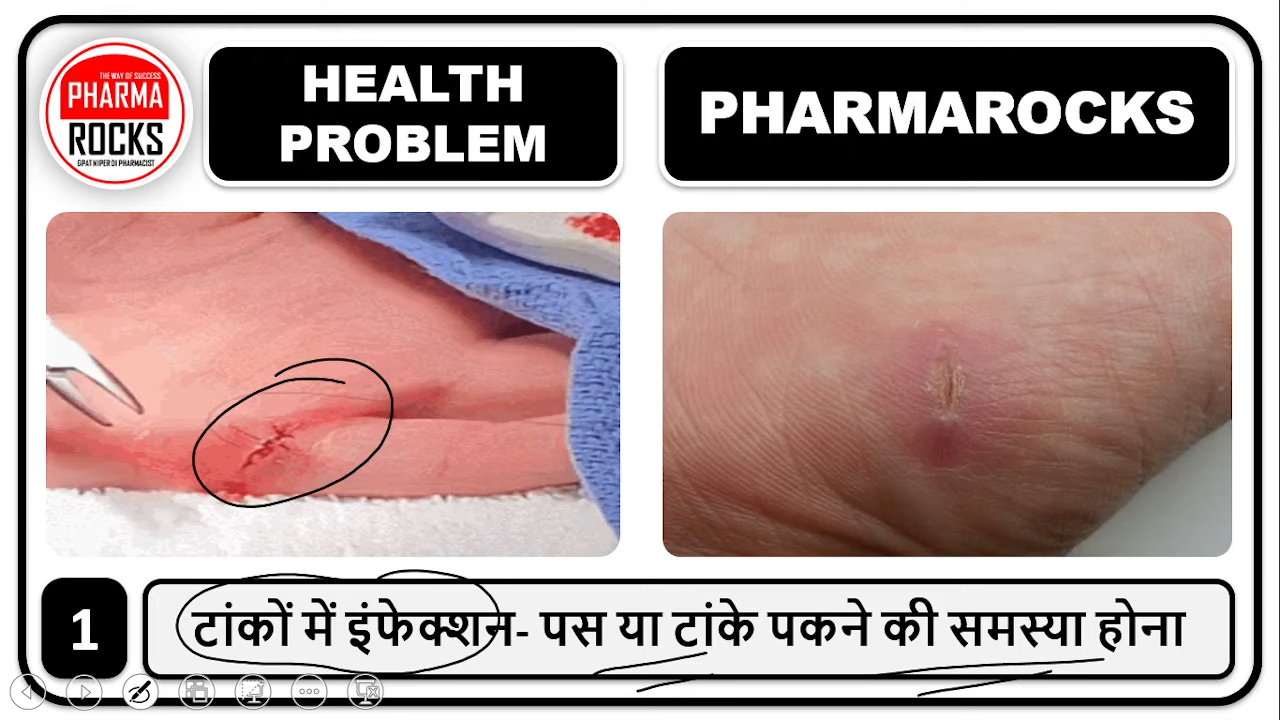 THE WAY OF SUCCESS
PHARMA
ROCKS
GPAT NIPER DI PHARMACIST
HEALTH
PROBLEM
PHARMAROCKS
1
टांकों में इंफेक्शन- पस या टांके पकने की समस्या होना